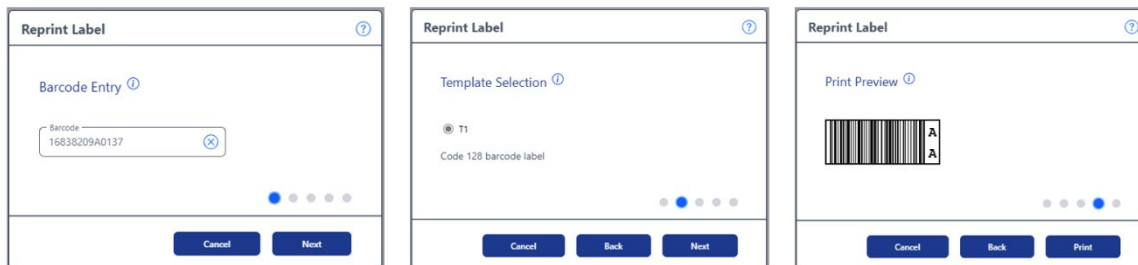 Reprint Label
?
Barcode Entry i
Barcode
16838209A0137
Cancel Next
Reprint Label
?
Template Selection i
T1
Code 128 barcode label
Cancel Back Next
Reprint Label
?
Print Preview i
A
A
Cancel Back Print